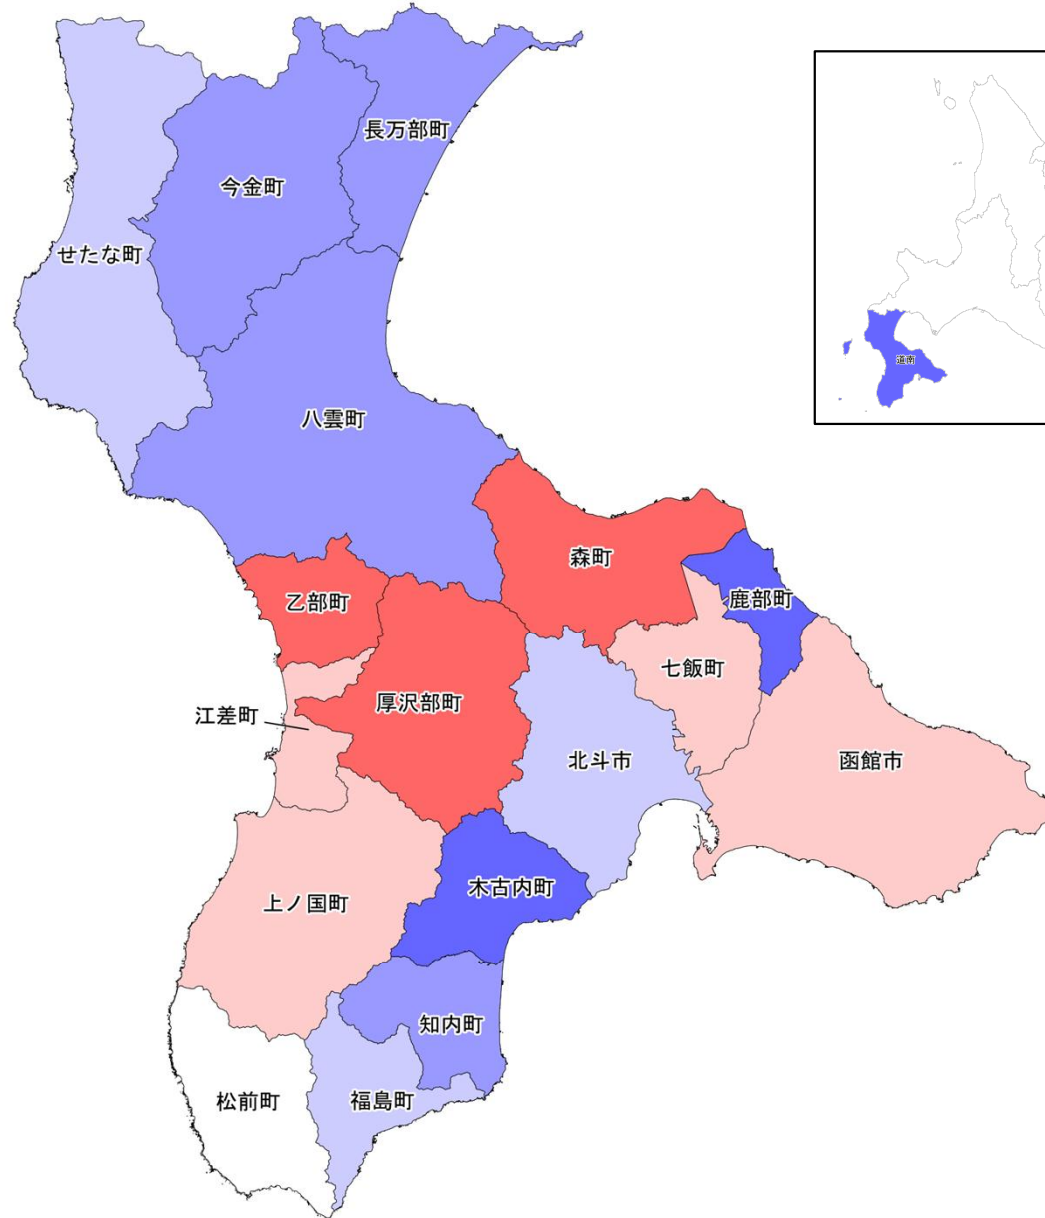 長万部町
今金町
せたな町
道南
八雲町
森町
鹿部町
乙部町
七飯町
厚沢部町
江差町
北斗市
函館市
木古内町
上ノ国町
知内町
松前町
福島町